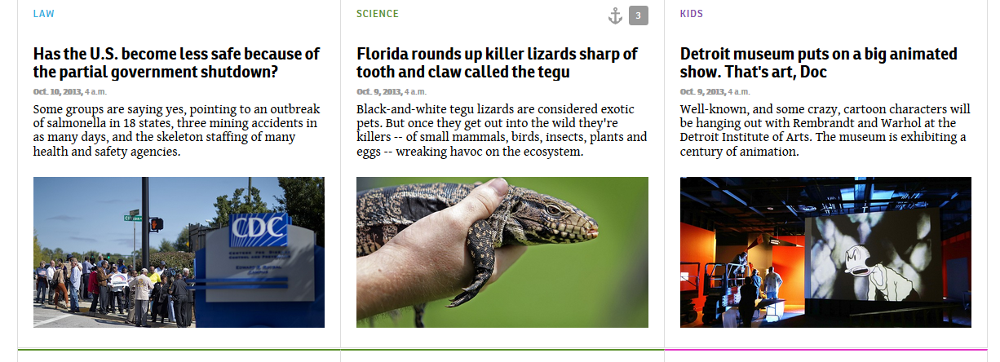 LAW
Has the U.S. become less safe because of
the partial government shutdown?
Oct. 10, 2013, 4 a.m.
Some groups are saying yes, pointing to an outbreak
of salmonella in 18 states, three mining accidents in
as many days, and the skeleton staffing of many
health and safety agencies.
CDC
SCIENCE
3
Florida rounds up killer lizards sharp of
tooth and claw called the tegu
Oct. 9, 2013, 4 a.m.
Black-and-white tegu lizards are considered exotic
pets. But once they get out into the wild they're
killers -- of small mammals, birds, insects, plants and
eggs -- wreaking havoc on the ecosystem.
KIDS
Detroit museum puts on a big animated
show. That's art, Doc
Oct. 9, 2013, 4 a.m.
Well-known, and some crazy, cartoon characters will
be hanging out with Rembrandt and Warhol at the
Detroit Institute of Arts. The museum is exhibiting a
century of animation.